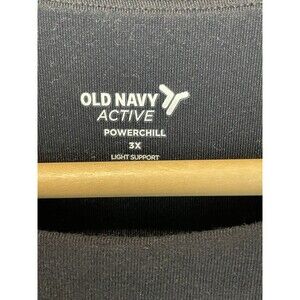 OLD NAVY
ACTIVE
POWERCHILL
3X
LIGHT SUPPORT